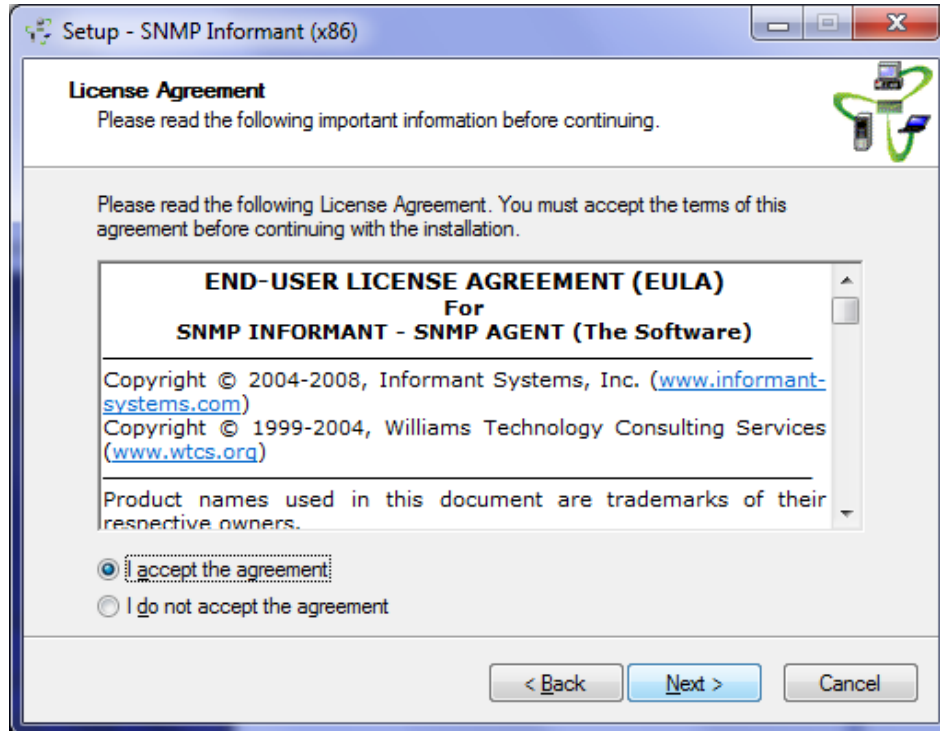 Setup - SNMP Informant (x86)
License Agreement
Please read the following important information before continuing.
Please read the following License Agreement. You must accept the terms of this
agreement before continuing with the installation.
END-USER LICENSE AGREEMENT (EULA)
For
SNMP INFORMANT - SNMP AGENT (The Software)
Copyright © 2004-2008, Informant Systems, Inc. (www.informant-
systems.com)
Copyright © 1999-2004, Williams Technology Consulting Services
(www.wtcs.org)
Product names used in this document are trademarks of their
respective owners.
I accept the agreement
I do not accept the agreement
< Back
Next >
Cancel